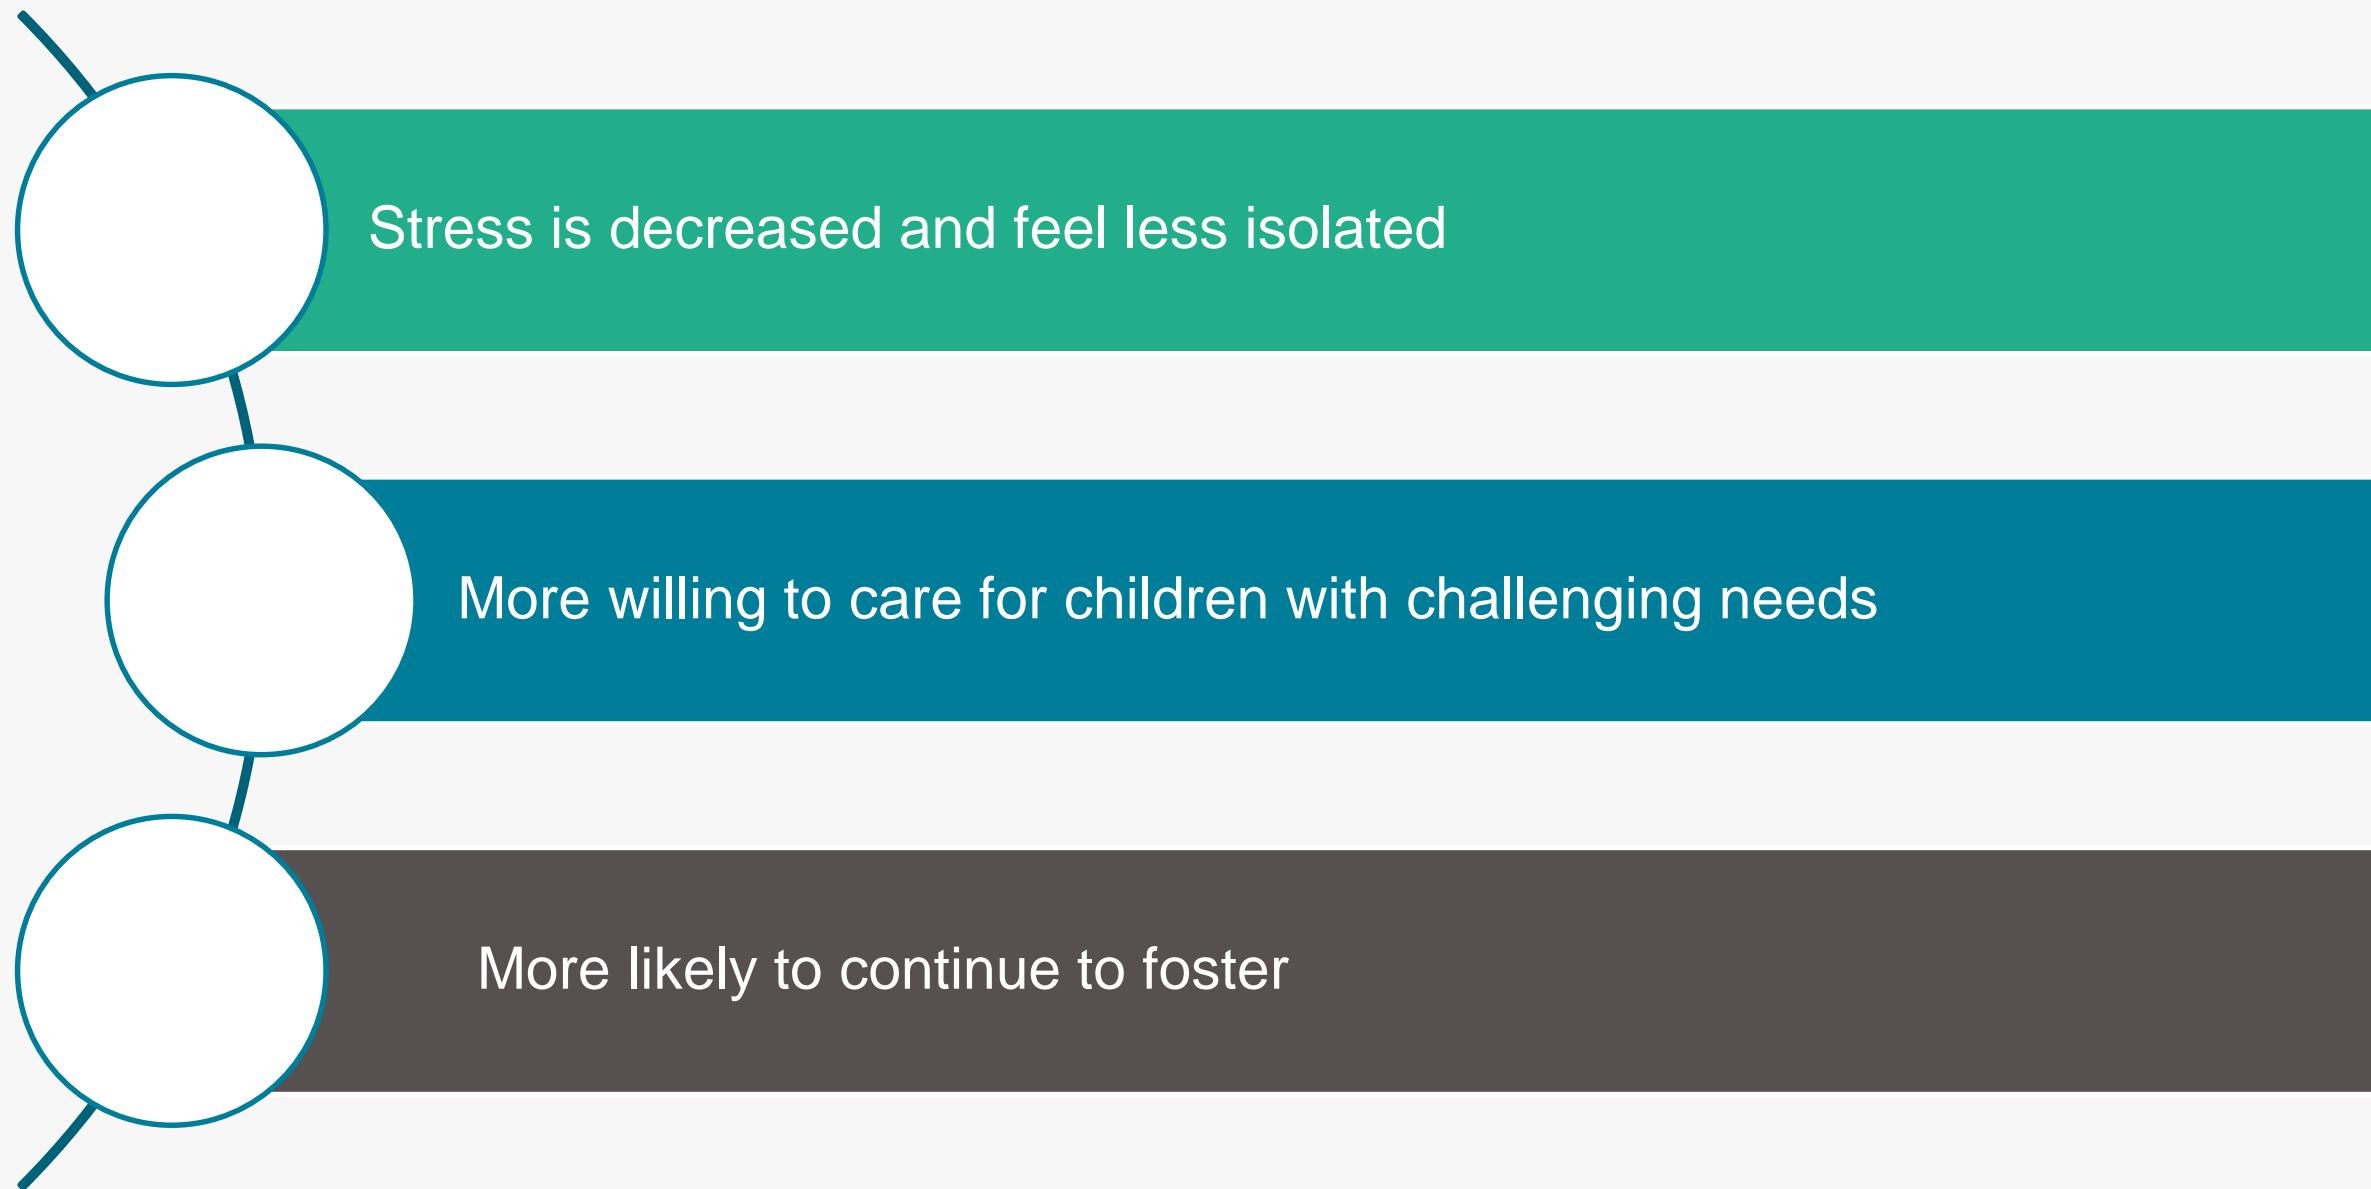 Stress is decreased and feel less isolated
More willing to care for children with challenging needs
More likely to continue to foster